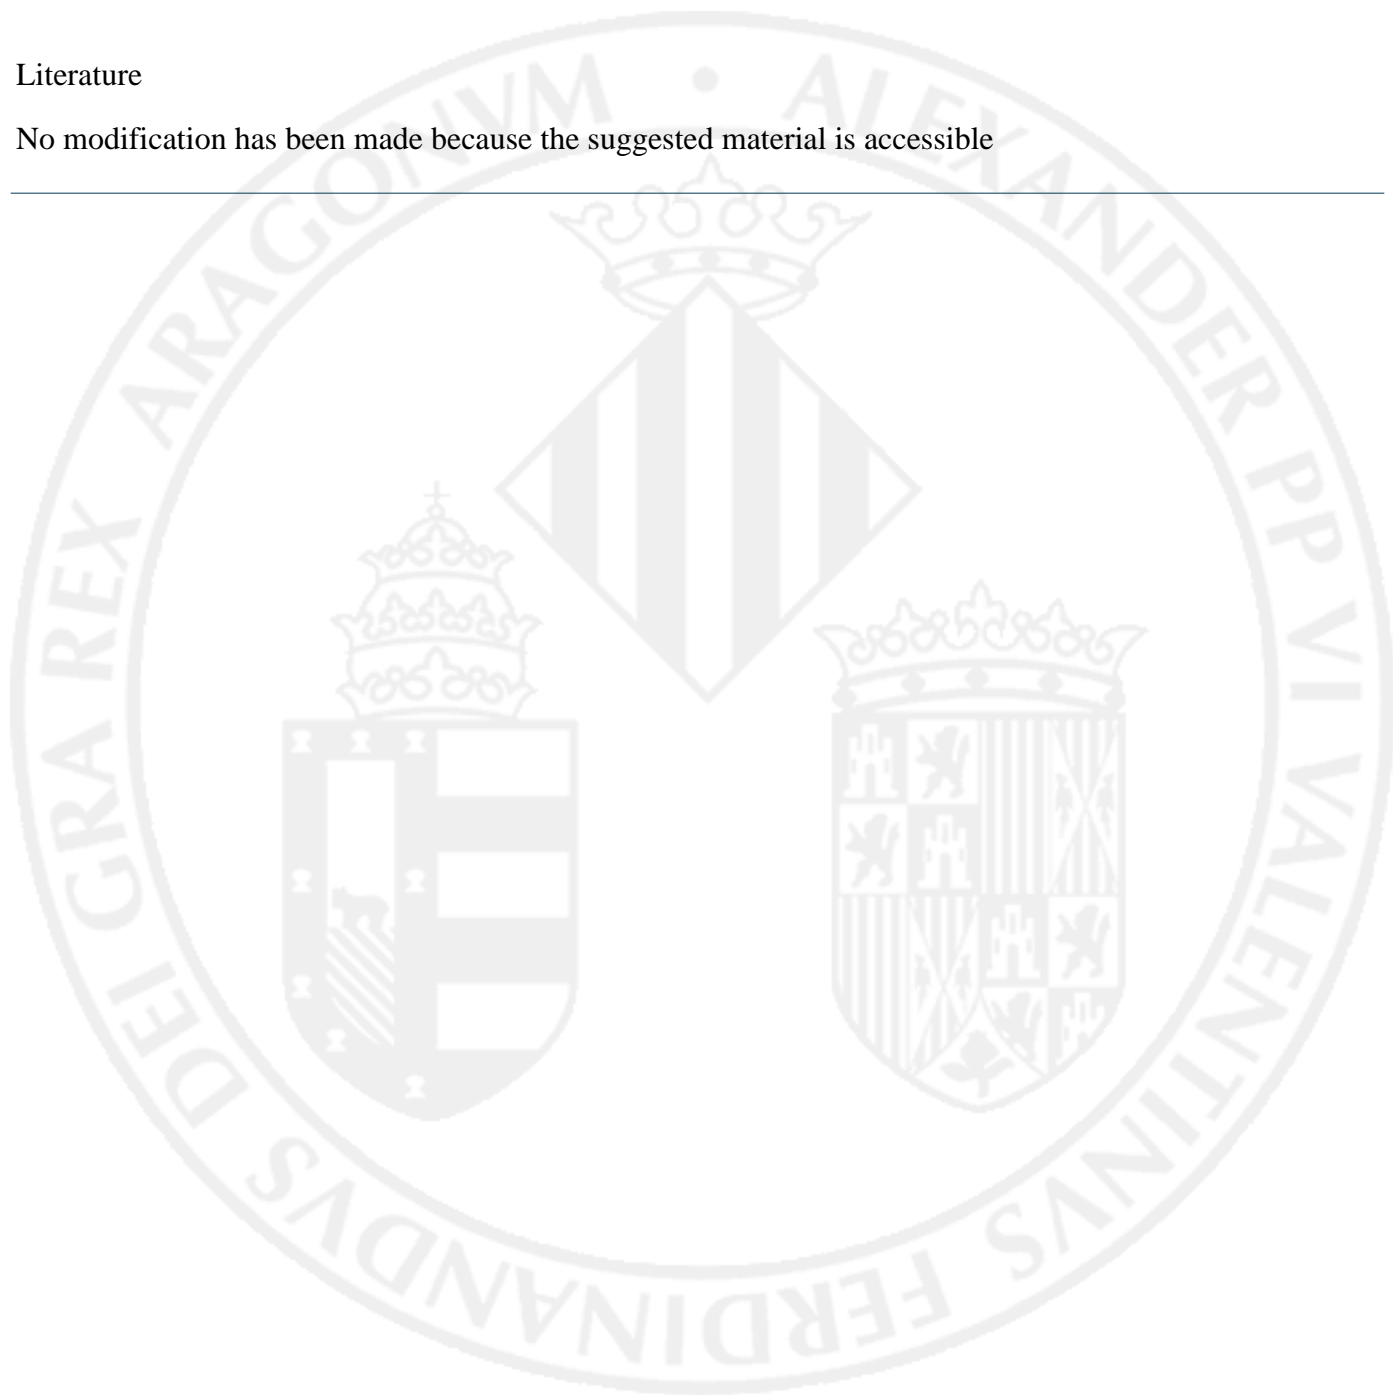 Literature
No modification has been made because the suggested material is accessible
ALEXANDER PP VI VALENTINVS FERDINANDVS DEI GRA REX ARAGONVM •